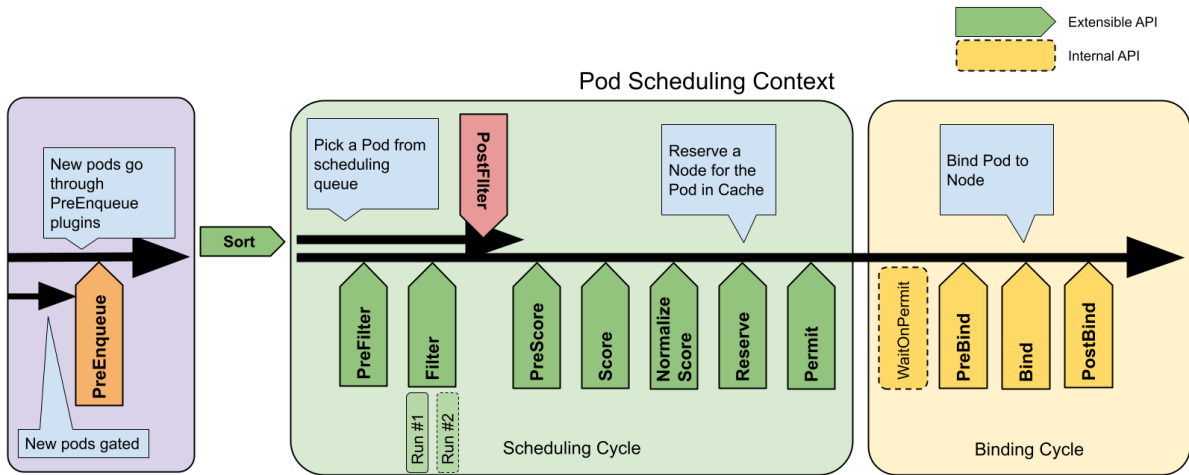 Extensible API
Internal API
Pod Scheduling Context
New pods go
through
PreEnqueue
plugins
PreEnqueue
New pods gated
Sort
Pick a Pod from
scheduling
queue
PostFIlter
Reserve a
Node for the
Pod in Cache
PreFilter
Filter
Run #1
Run #2
PreScore
Score
Normalize
Score
Reserve
Permit
Scheduling Cycle
Bind Pod to
Node
WaitOnPermit
PreBind
Bind
PostBind
Binding Cycle